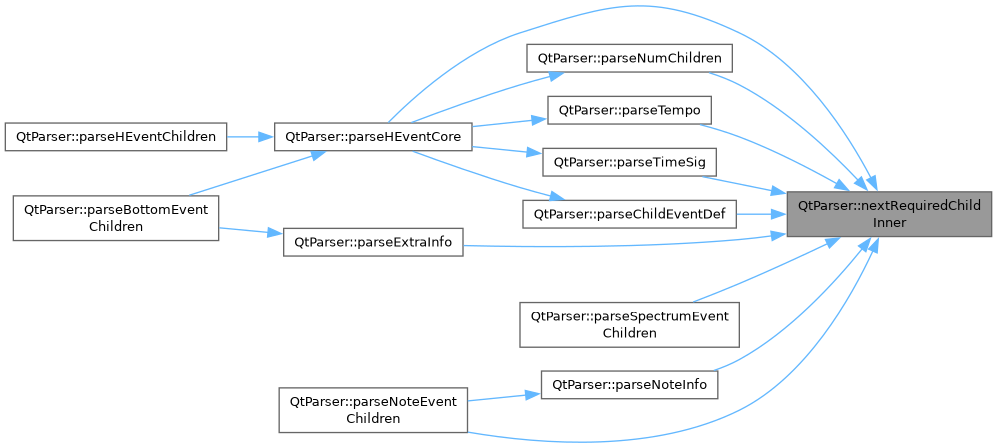 QtParser::parseNumChildren
QtParser::parseTempo
QtParser::parseHEventChildren
QtParser::parseHEventCore
QtParser::parseTimeSig
QtParser::parseBottomEvent
Children
QtParser::parseChildEventDef
QtParser::nextRequiredChild
Inner
QtParser::parseExtraInfo
QtParser::parseSpectrumEvent
Children
QtParser::parseNoteInfo
QtParser::parseNoteEvent
Children